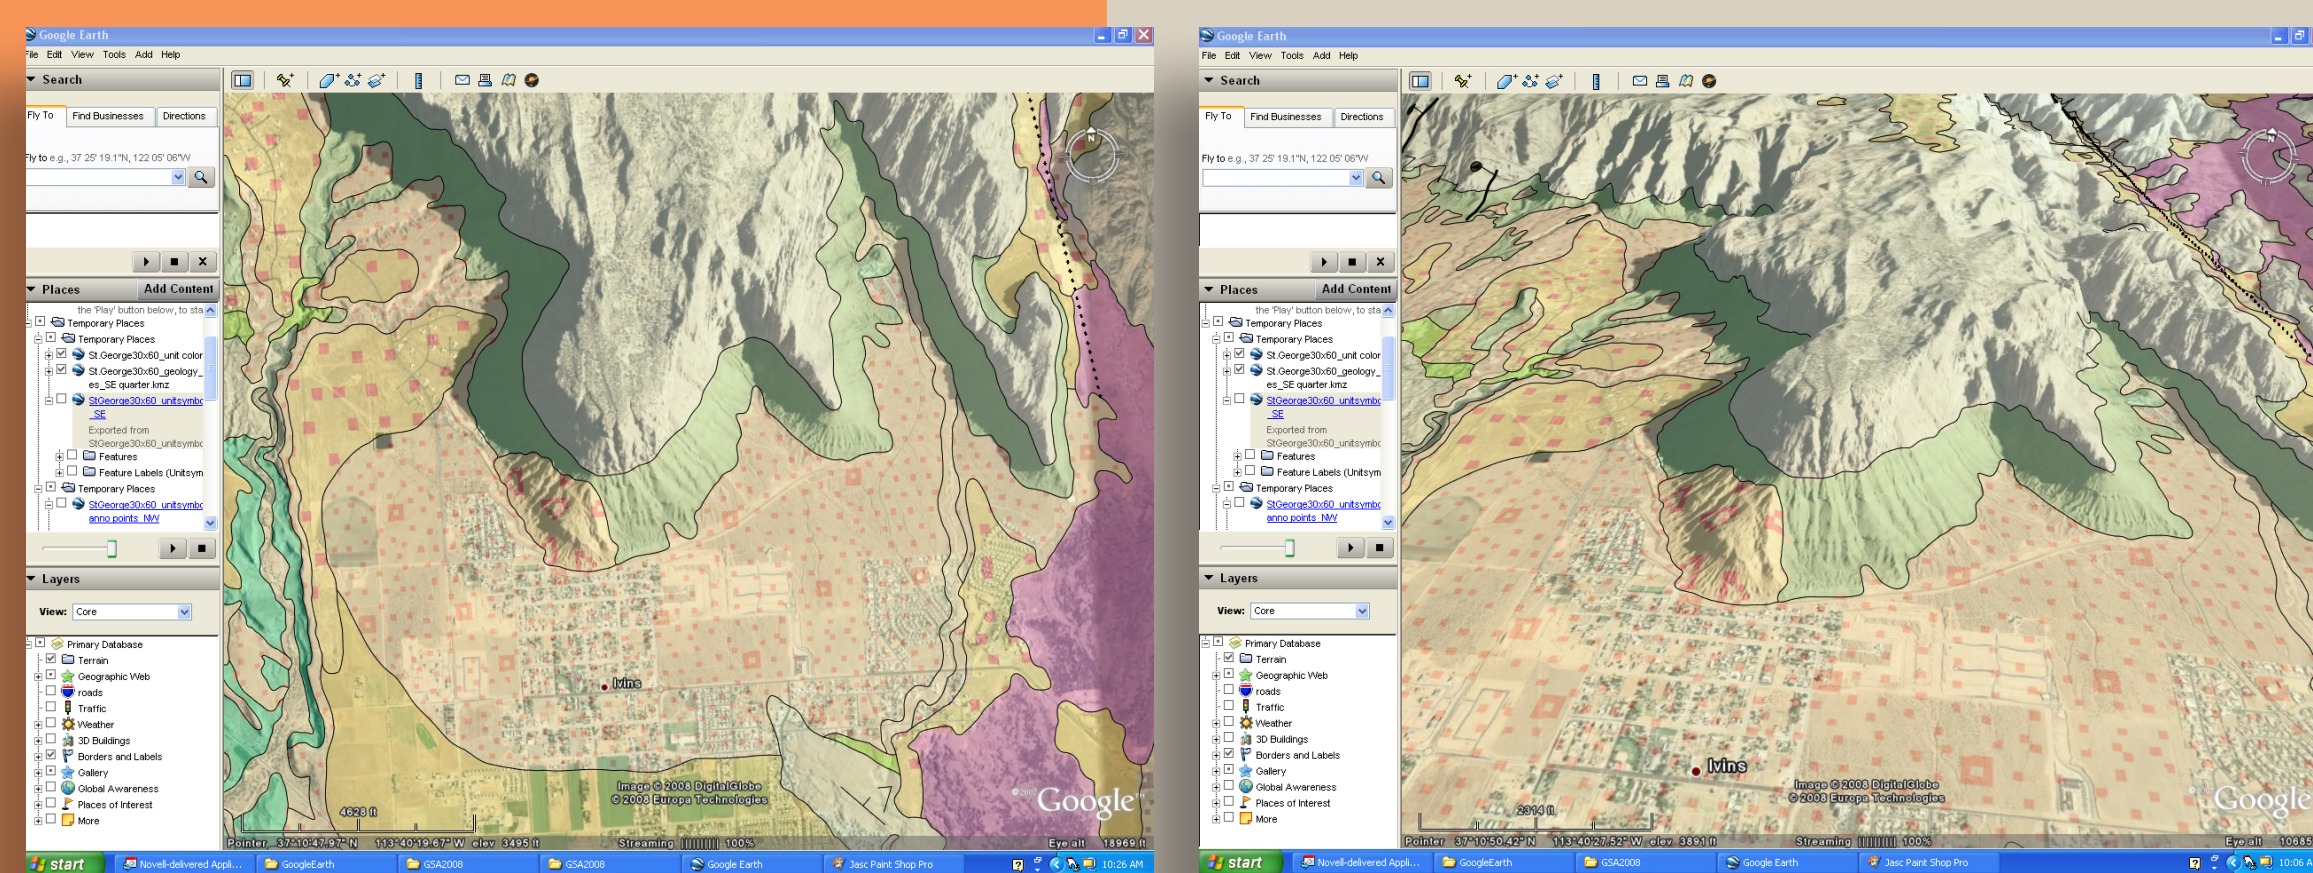 Google Earth
File Edit View Tools Add Help
Search
Fly To Find Businesses Directions
Fly to e.g., 37 25' 19.1"N, 122 05' 06"W
Places Add Content
the 'Play' button below, to sta
Temporary Places
Temporary Places
St.George30x60_unit color
St.George30x60_geology_
es_SE quarter.kmz
StGeorge30x60_unitsymbo
_SE
Exported from
StGeorge30x60_unitsymbo
Features
Feature Labels (Unitsym
Temporary Places
StGeorge30x60_unitsymbo
anno points_NW
Layers
View: Core
Primary Database
Terrain
Geographic Web
roads
Traffic
Weather
3D Buildings
Borders and Labels
Gallery
Global Awareness
Places of Interest
More
Ivins
Image © 2008 DigitalGlobe
© 2008 Europa Technologies
©2007 Google™
4628 ft
Pointer 37°10'47.97" N 113°40'19.67" W elev 3495 ft Streaming 100% Eye alt 18969 ft
start Novell-delivered Appli... GoogleEarth GSA2008 GSA2008 Google Earth Jasc Paint Shop Pro 10:26 AM
Google Earth
File Edit View Tools Add Help
Search
Fly To Find Businesses Directions
Fly to e.g., 37 25' 19.1"N, 122 05' 06"W
Places Add Content
the 'Play' button below, to sta
Temporary Places
Temporary Places
St.George30x60_unit color
St.George30x60_geology_
es_SE quarter.kmz
StGeorge30x60_unitsymbo
_SE
Exported from
StGeorge30x60_unitsymbo
Features
Feature Labels (Unitsym
Temporary Places
StGeorge30x60_unitsymbo
anno points_NW
Layers
View: Core
Primary Database
Terrain
Geographic Web
roads
Traffic
Weather
3D Buildings
Borders and Labels
Gallery
Global Awareness
Places of Interest
More
Ivins
Image © 2008 DigitalGlobe
© 2008 Europa Technologies
Google
2314 ft
Pointer 37°10'50.42" N 113°40'27.52" W elev 3891 ft Streaming 100% Eye alt 10685
start Novell-delivered Appli... GoogleEarth GSA2008 Google Earth Jasc Paint Shop Pro 10:06 A